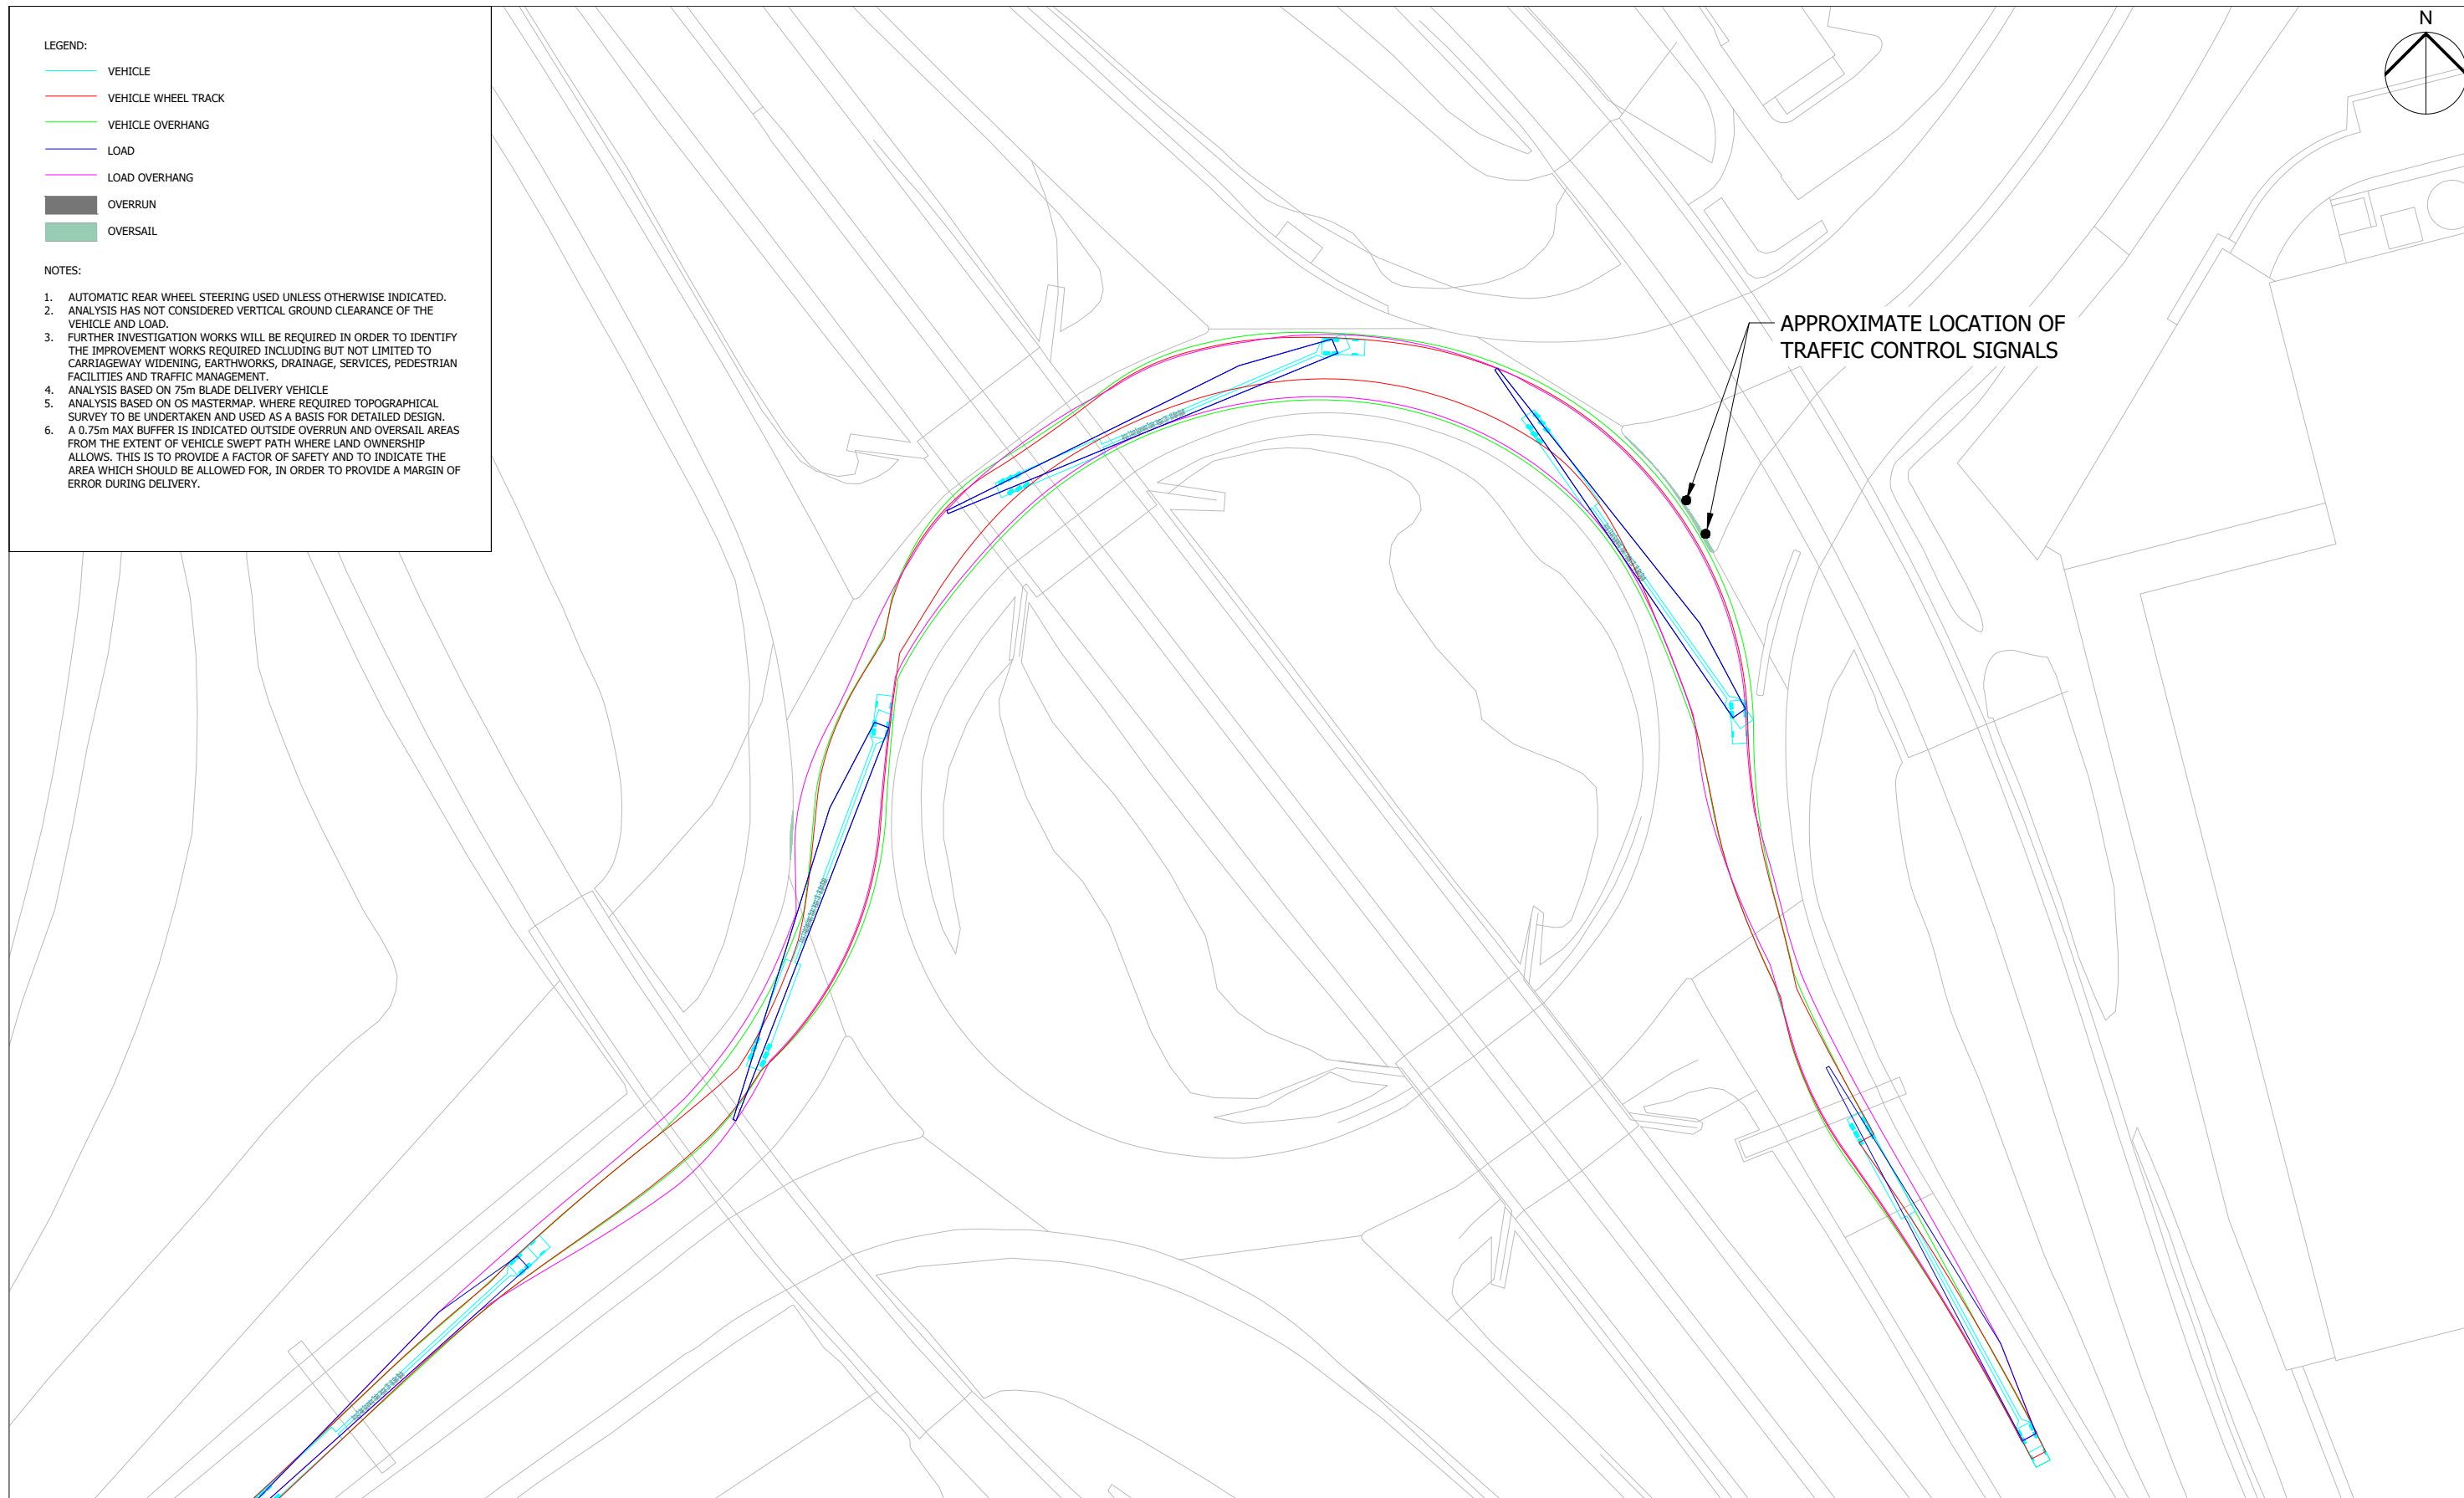 LEGEND:
VEHICLE
VEHICLE WHEEL TRACK
VEHICLE OVERHANG
LOAD
LOAD OVERHANG
OVERRUN
OVERSAIL
NOTES:
1. AUTOMATIC REAR WHEEL STEERING USED UNLESS OTHERWISE INDICATED.
2. ANALYSIS HAS NOT CONSIDERED VERTICAL GROUND CLEARANCE OF THE
VEHICLE AND LOAD.
3. FURTHER INVESTIGATION WORKS WILL BE REQUIRED IN ORDER TO IDENTIFY
THE IMPROVEMENT WORKS REQUIRED INCLUDING BUT NOT LIMITED TO
CARRIAGEWAY WIDENING, EARTHWORKS, DRAINAGE, SERVICES, PEDESTRIAN
FACILITIES AND TRAFFIC MANAGEMENT.
4. ANALYSIS BASED ON 75m BLADE DELIVERY VEHICLE
5. ANALYSIS BASED ON OS MASTERMAP. WHERE REQUIRED TOPOGRAPHICAL
SURVEY TO BE UNDERTAKEN AND USED AS A BASIS FOR DETAILED DESIGN.
6. A 0.75m MAX BUFFER IS INDICATED OUTSIDE OVERRUN AND OVERSAIL AREAS
FROM THE EXTENT OF VEHICLE SWEPT PATH WHERE LAND OWNERSHIP
ALLOWS. THIS IS TO PROVIDE A FACTOR OF SAFETY AND TO INDICATE THE
AREA WHICH SHOULD BE ALLOWED FOR, IN ORDER TO PROVIDE A MARGIN OF
ERROR DURING DELIVERY.
N
APPROXIMATE LOCATION OF
TRAFFIC CONTROL SIGNALS